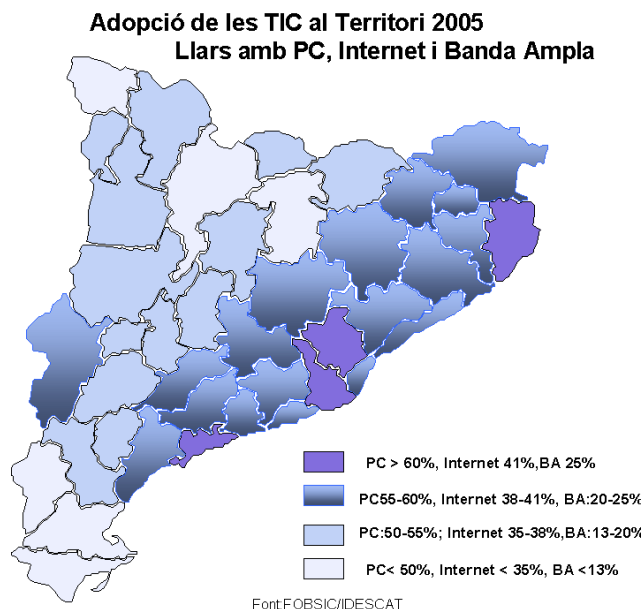 Adopció de les TIC al Territori 2005
Llars amb PC, Internet i Banda Ampla
PC > 60%, Internet 41%,BA 25%
PC55-60%, Internet 38-41%, BA:20-25%
PC:50-55%; Internet 35-38%,BA:13-20%
PC< 50%, Internet < 35%, BA <13%
Font:FOBSIC/IDESCAT